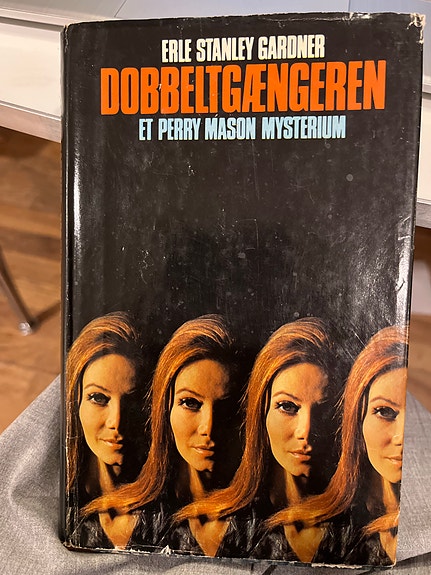 ERLE STANLEY GARDNER
DOBBELTGÆNGEREN
ET PERRY MASON MYSTERIUM